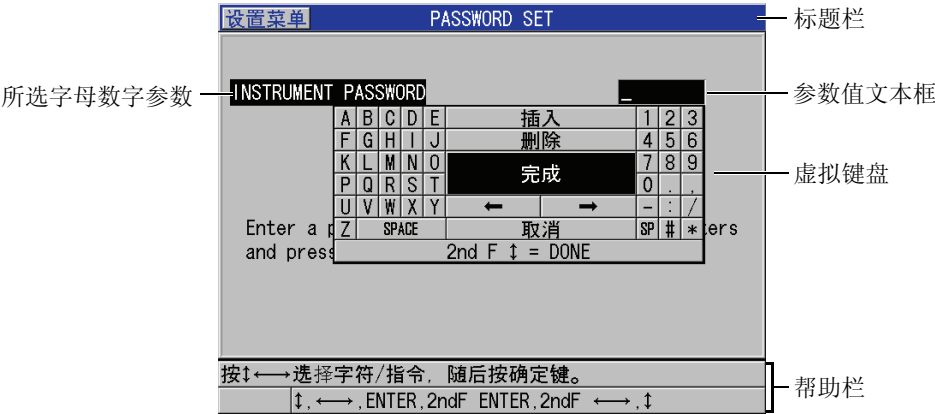 设置菜单 PASSWORD SET 标题栏
所选字母数字参数 INSTRUMENT PASSWORD _ 参数值文本框
A B C D E 插入 1 2 3
F G H I J 删除 4 5 6
K L M N O 完成 7 8 9
P Q R S T 0 . , 虚拟键盘
U V W X Y ← → - : /
Enter a p Z SPACE 取消 SP # * ters
and press 2nd F ↕ = DONE
按↕←→选择字符/指令, 随后按确定键。
↕,←→,ENTER,2ndF ENTER,2ndF ←→,↕ 帮助栏